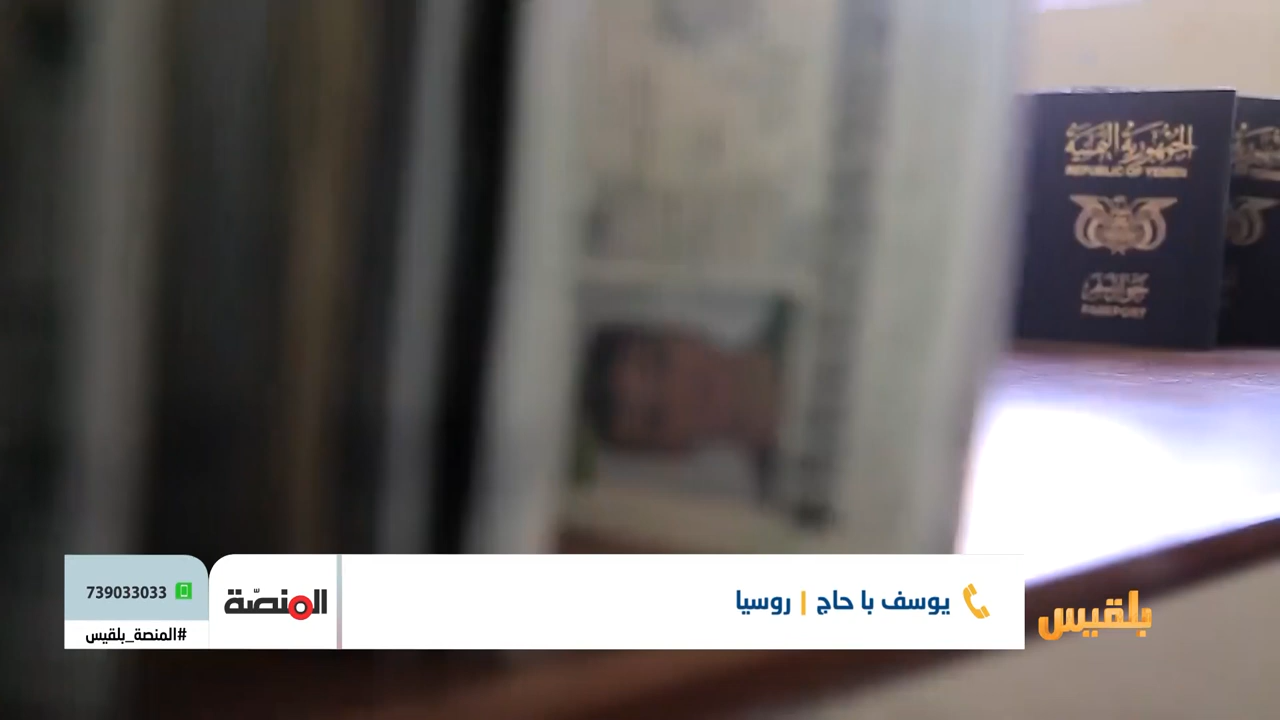 الجمهورية اليمنية
REPUBLIC OF YEMEN
جواز سفر
PASSPORT
يوسف با حاج | روسيا
المنصّة
739033033
#المنصة_بلقيس
بلقيس